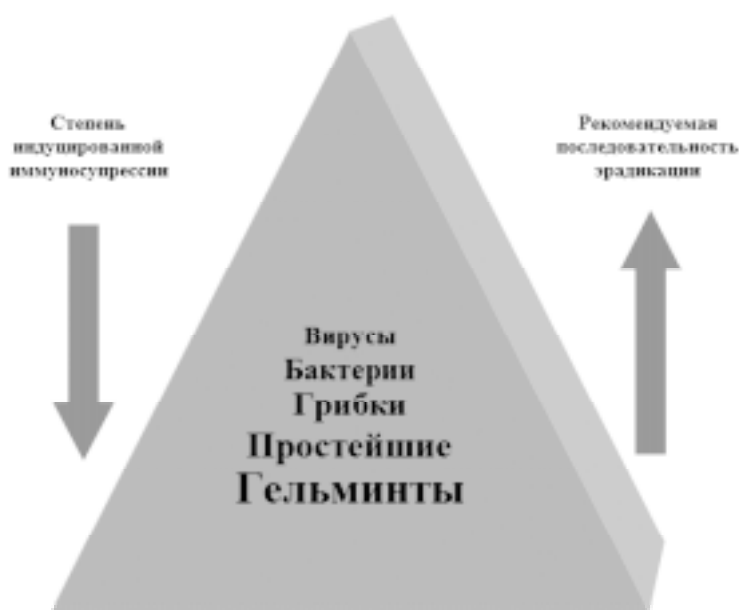 Степень
индуцированной
иммуносупрессии
Рекомендуемая
последовательность
эрадикации
Вирусы
Бактерии
Грибки
Простейшие
Гельминты